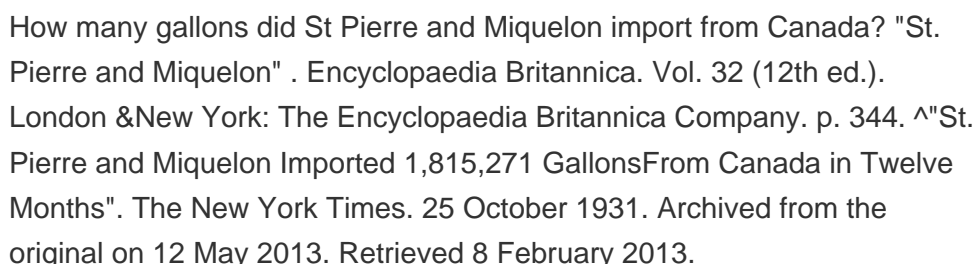 How many gallons did St Pierre and Miquelon import from Canada? "St.
Pierre and Miquelon" . Encyclopaedia Britannica. Vol. 32 (12th ed.).
London &New York: The Encyclopaedia Britannica Company. p. 344. ^"St.
Pierre and Miquelon Imported 1,815,271 GallonsFrom Canada in Twelve
Months". The New York Times. 25 October 1931. Archived from the
original on 12 May 2013. Retrieved 8 February 2013.